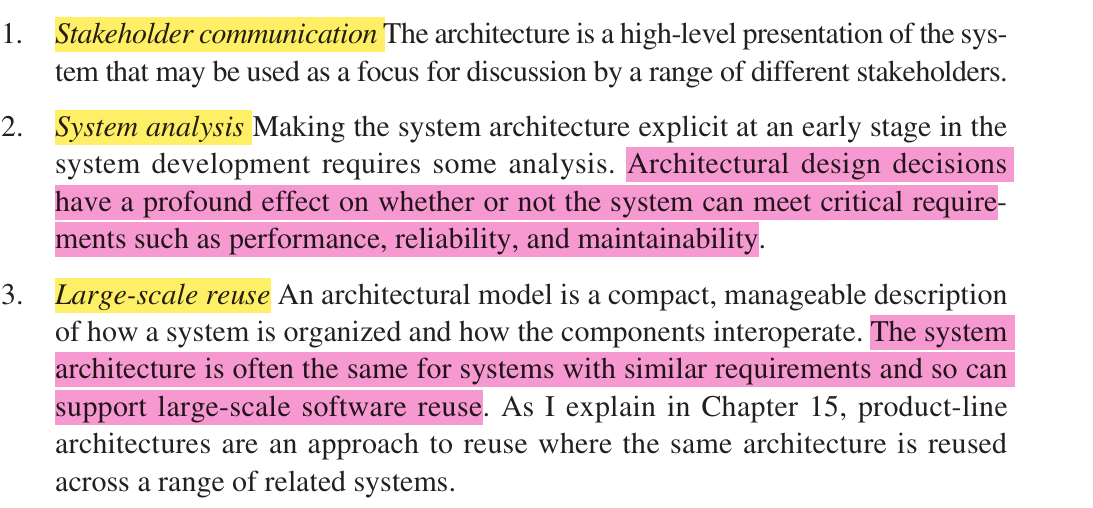 1. Stakeholder communication The architecture is a high-level presentation of the sys-
tem that may be used as a focus for discussion by a range of different stakeholders.
2. System analysis Making the system architecture explicit at an early stage in the
system development requires some analysis. Architectural design decisions
have a profound effect on whether or not the system can meet critical require-
ments such as performance, reliability, and maintainability.
3. Large-scale reuse An architectural model is a compact, manageable description
of how a system is organized and how the components interoperate. The system
architecture is often the same for systems with similar requirements and so can
support large-scale software reuse. As I explain in Chapter 15, product-line
architectures are an approach to reuse where the same architecture is reused
across a range of related systems.